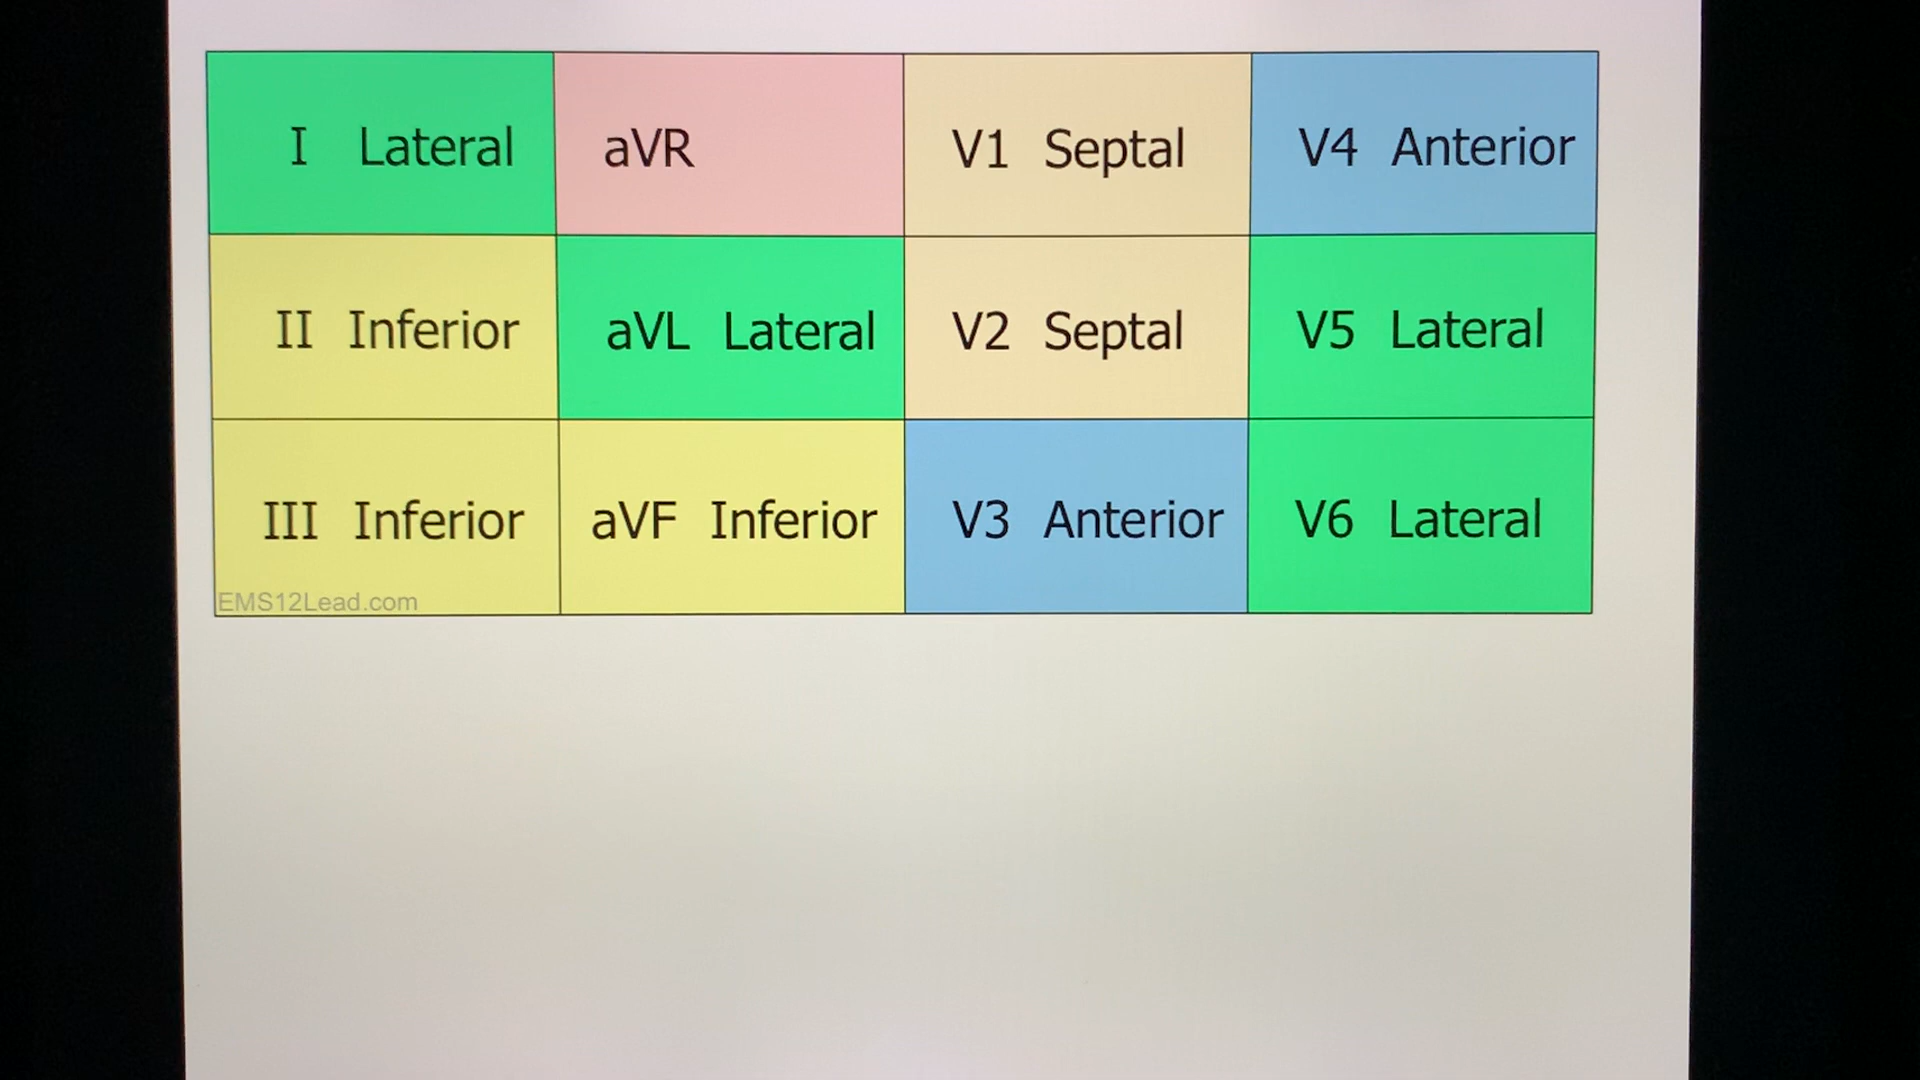 I Lateral aVR V1 Septal V4 Anterior
II Inferior aVL Lateral V2 Septal V5 Lateral
III Inferior aVF Inferior V3 Anterior V6 Lateral
EMS12Lead.com